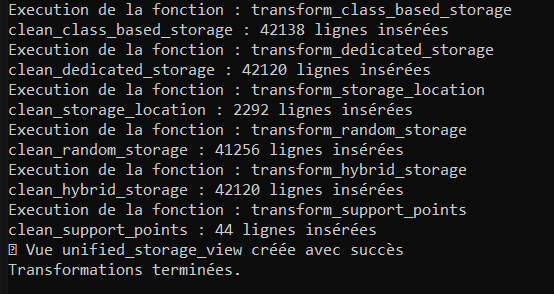 Execution de la fonction : transform_class_based_storage
clean_class_based_storage : 42138 lignes insérées
Execution de la fonction : transform_dedicated_storage
clean_dedicated_storage : 42120 lignes insérées
Execution de la fonction : transform_storage_location
clean_storage_location : 2292 lignes insérées
Execution de la fonction : transform_random_storage
clean_random_storage : 41256 lignes insérées
Execution de la fonction : transform_hybrid_storage
clean_hybrid_storage : 42120 lignes insérées
Execution de la fonction : transform_support_points
clean_support_points : 44 lignes insérées
⍰ Vue unified_storage_view créée avec succès
Transformations terminées.